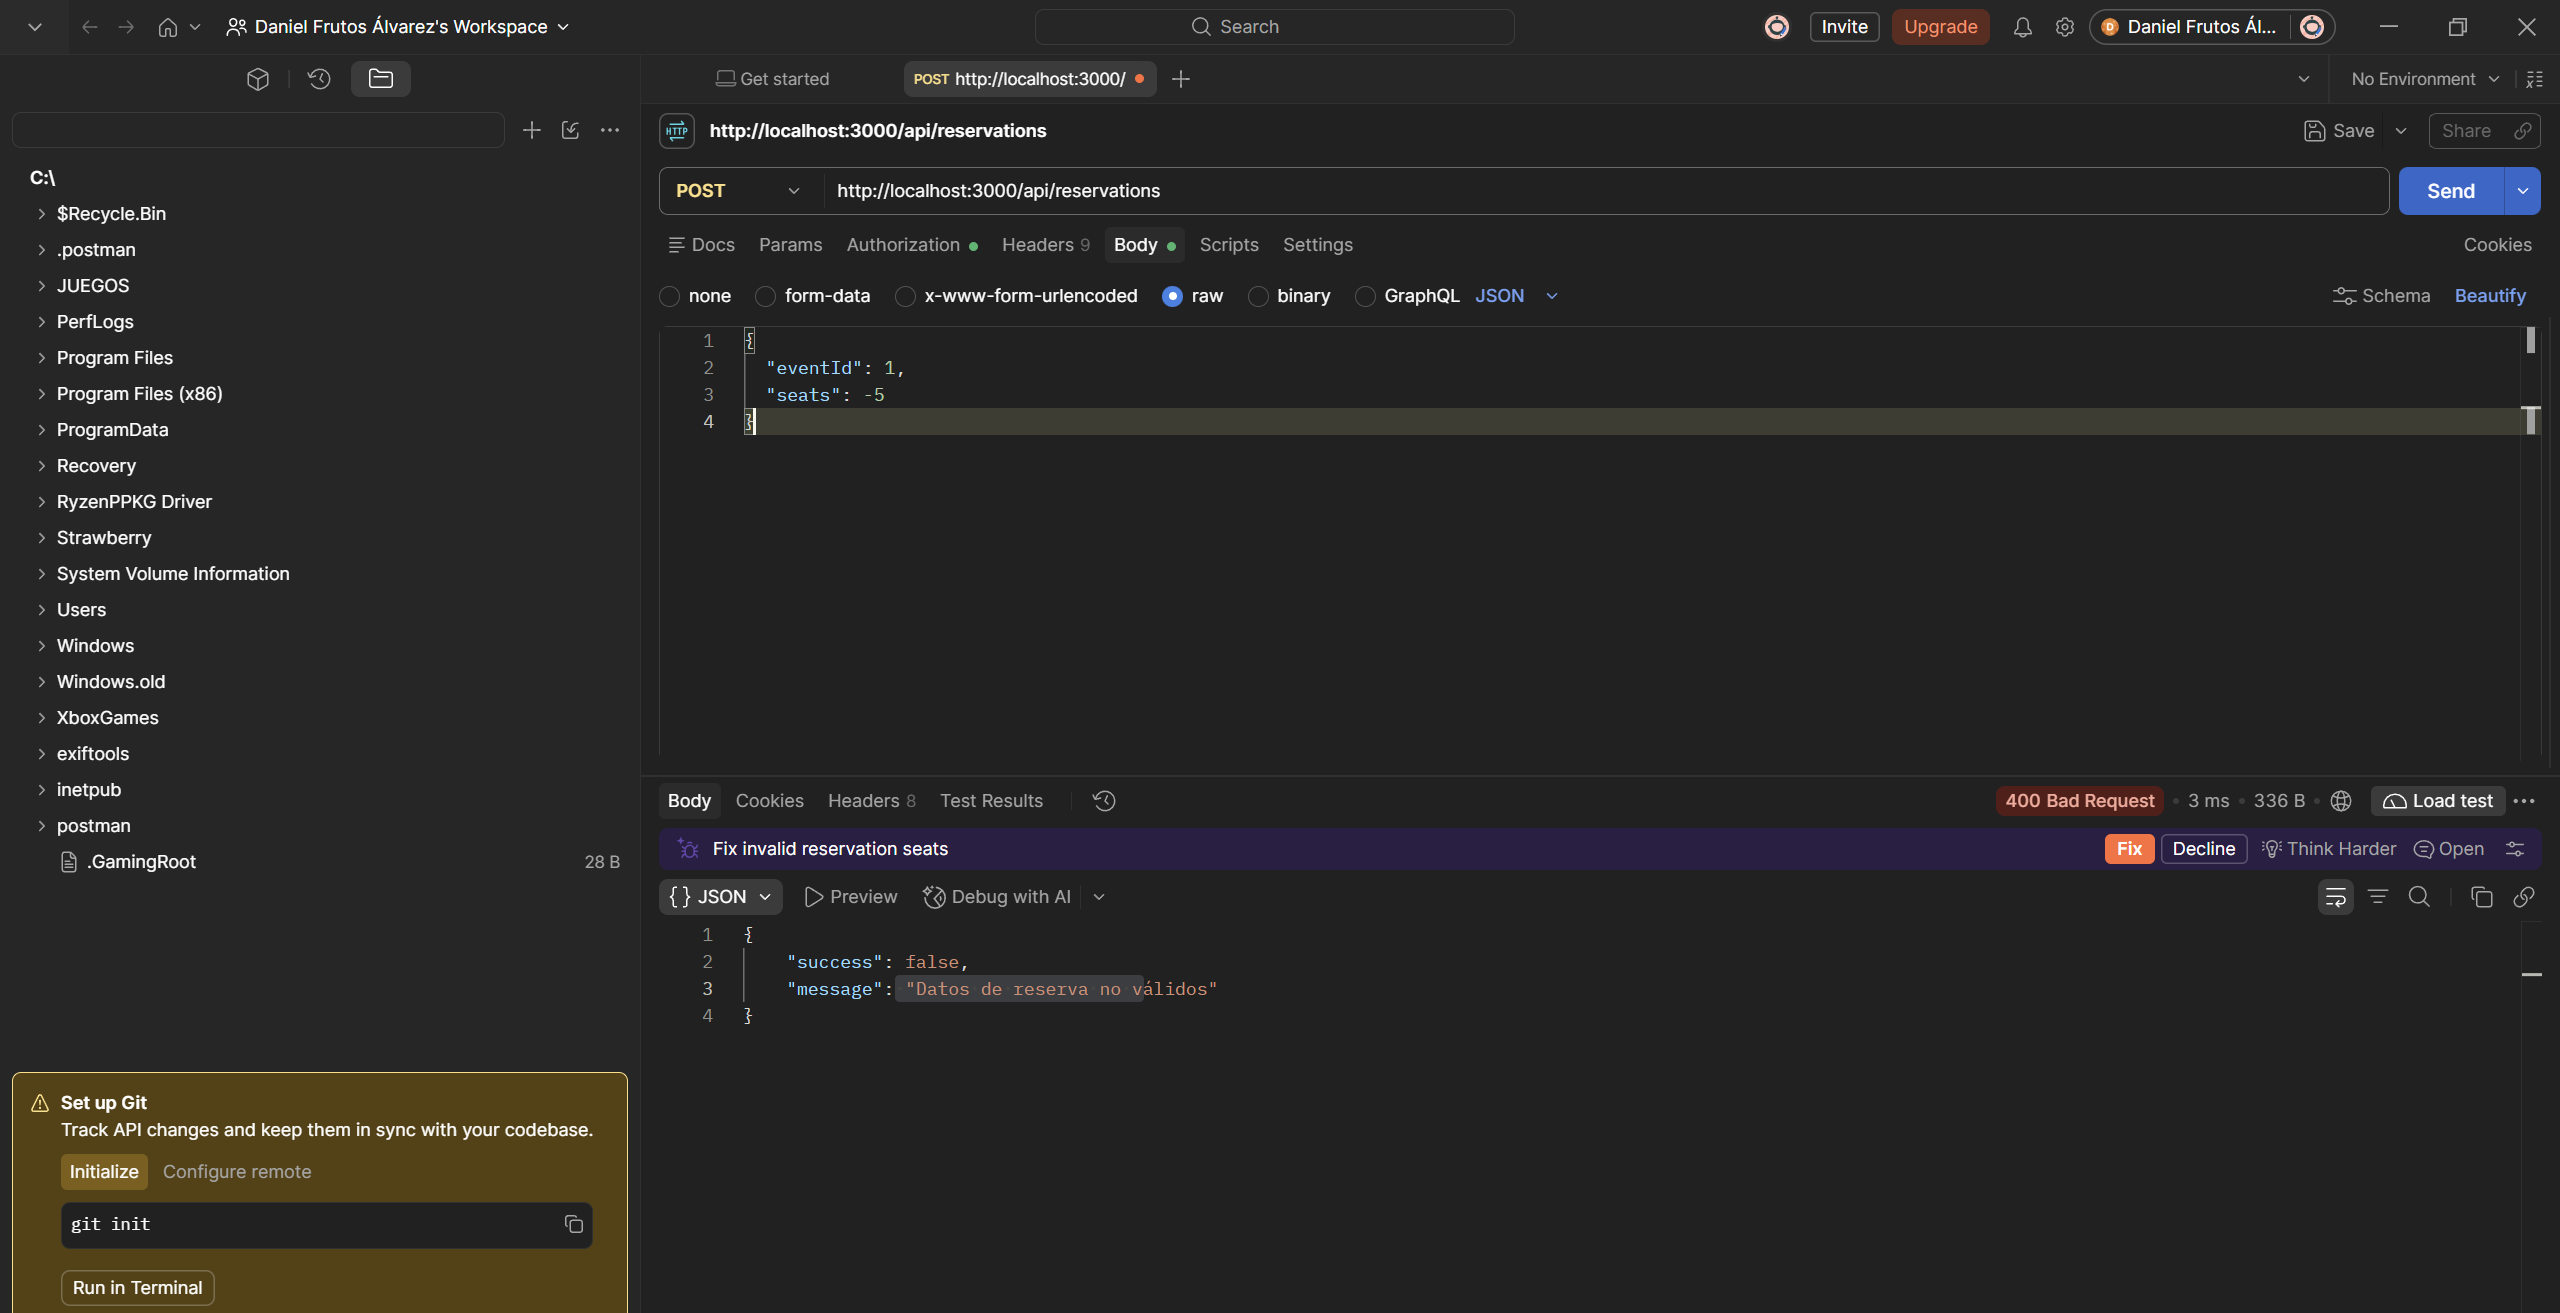 Daniel Frutos Álvarez's Workspace
Search
Invite
Upgrade
D
Daniel Frutos Ál...
Get started
POST http://localhost:3000/
No Environment
HTTP
http://localhost:3000/api/reservations
Save
Share
C:\
$Recycle.Bin
.postman
JUEGOS
PerfLogs
Program Files
Program Files (x86)
ProgramData
Recovery
RyzenPPKG Driver
Strawberry
System Volume Information
Users
Windows
Windows.old
XboxGames
exiftools
inetpub
postman
.GamingRoot 28 B
Set up Git
Track API changes and keep them in sync with your codebase.
Initialize Configure remote
git init
Run in Terminal
POST
http://localhost:3000/api/reservations
Send
Docs Params Authorization Headers 9 Body Scripts Settings
Cookies
none form-data x-www-form-urlencoded raw binary GraphQL JSON
Schema Beautify
1 {
2 "eventId": 1,
3 "seats": -5
4 }
Body Cookies Headers 8 Test Results
400 Bad Request • 3 ms • 336 B •
Load test
Fix invalid reservation seats
Fix Decline Think Harder Open
{} JSON Preview Debug with AI
1 {
2 "success": false,
3 "message": "Datos de reserva no válidos"
4 }